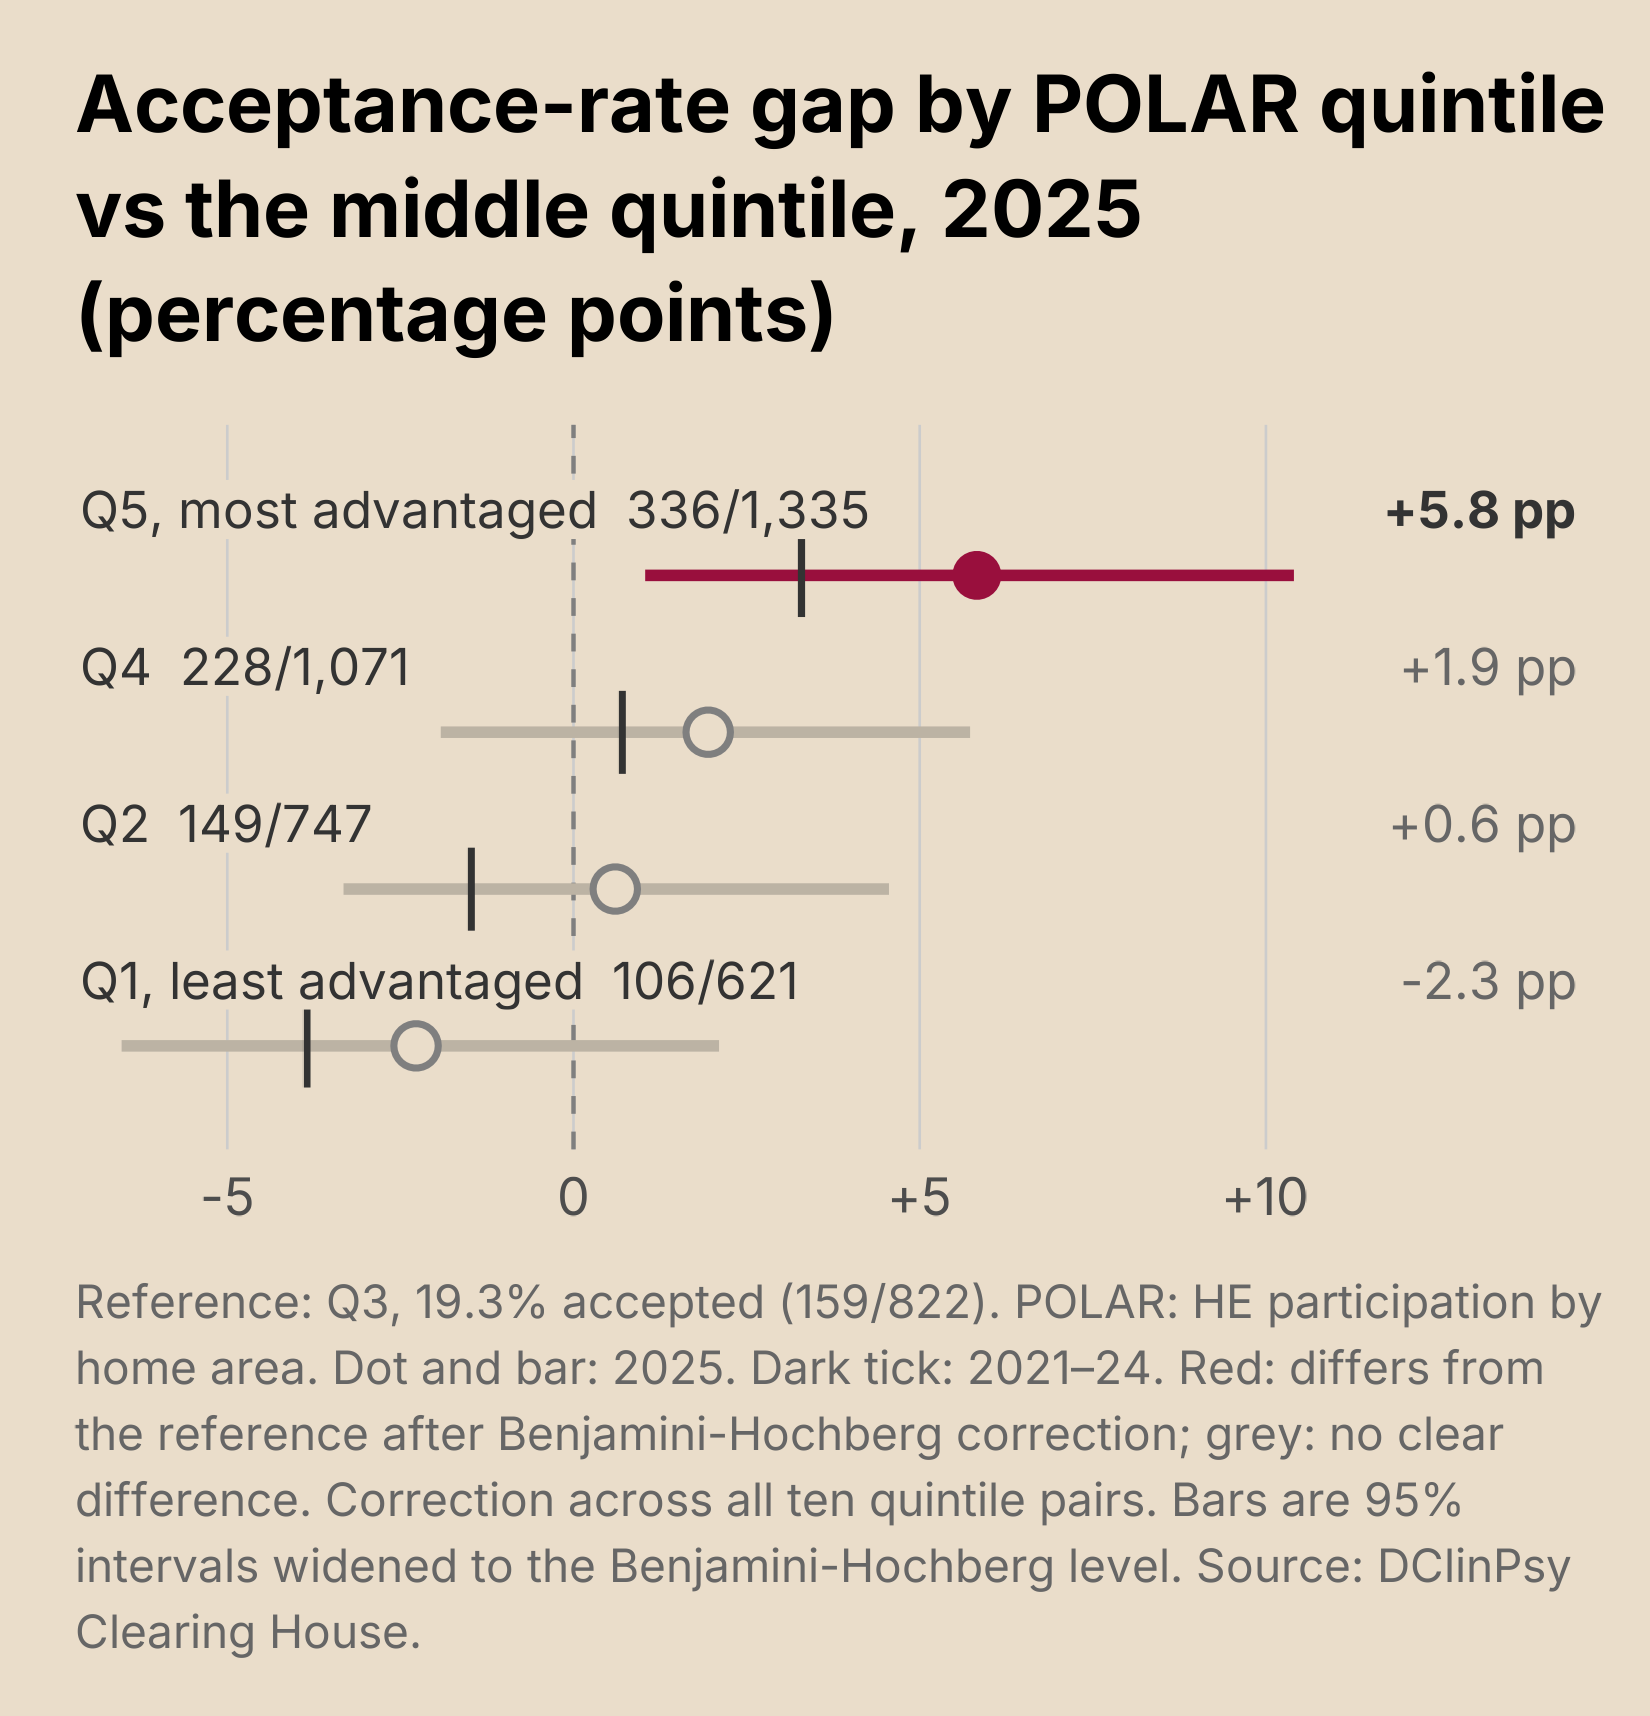 Acceptance-rate gap by POLAR quintile
vs the middle quintile, 2025
(percentage points)
Q5, most advantaged 336/1,335 +5.8 pp
Q4 228/1,071 +1.9 pp
Q2 149/747 +0.6 pp
Q1, least advantaged 106/621 -2.3 pp
-5 0 +5 +10
Reference: Q3, 19.3% accepted (159/822). POLAR: HE participation by
home area. Dot and bar: 2025. Dark tick: 2021–24. Red: differs from
the reference after Benjamini-Hochberg correction; grey: no clear
difference. Correction across all ten quintile pairs. Bars are 95%
intervals widened to the Benjamini-Hochberg level. Source: DClinPsy
Clearing House.